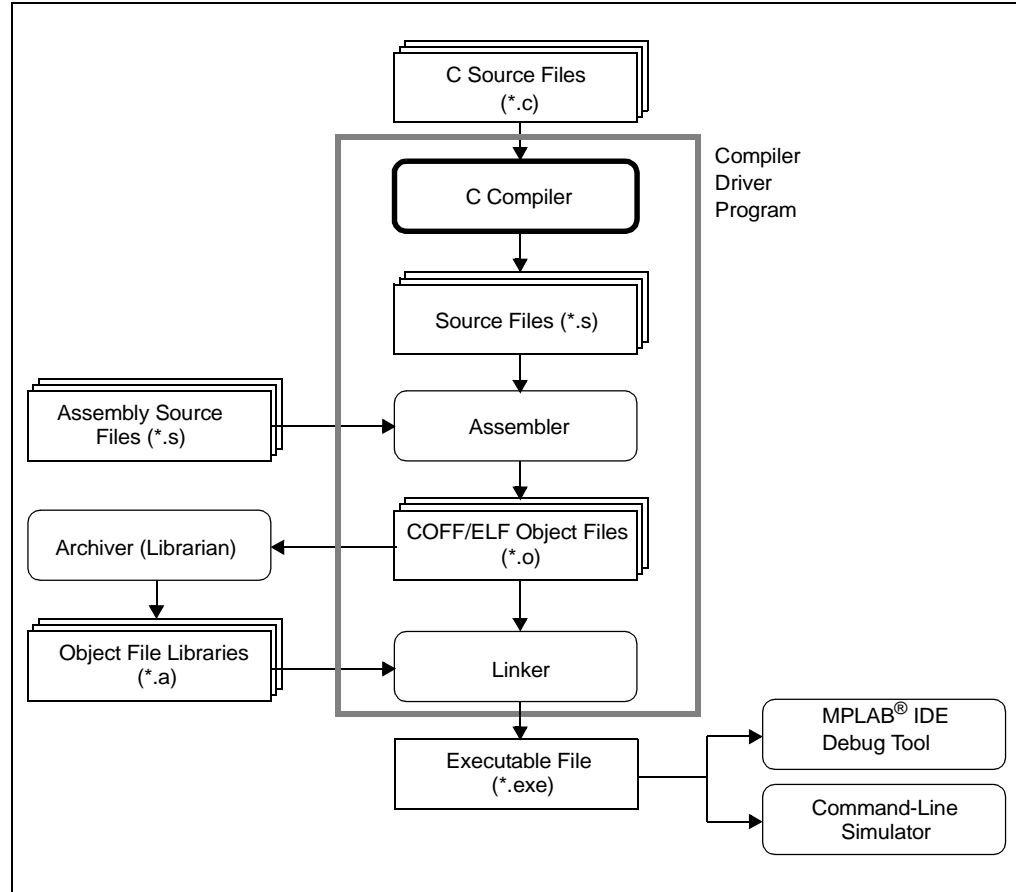 C Source Files
(*.c)
Compiler
Driver
Program
C Compiler
Source Files (*.s)
Assembly Source
Files (*.s)
Assembler
COFF/ELF Object Files
(*.o)
Archiver (Librarian)
Object File Libraries
(*.a)
Linker
Executable File
(*.exe)
MPLAB® IDE
Debug Tool
Command-Line
Simulator